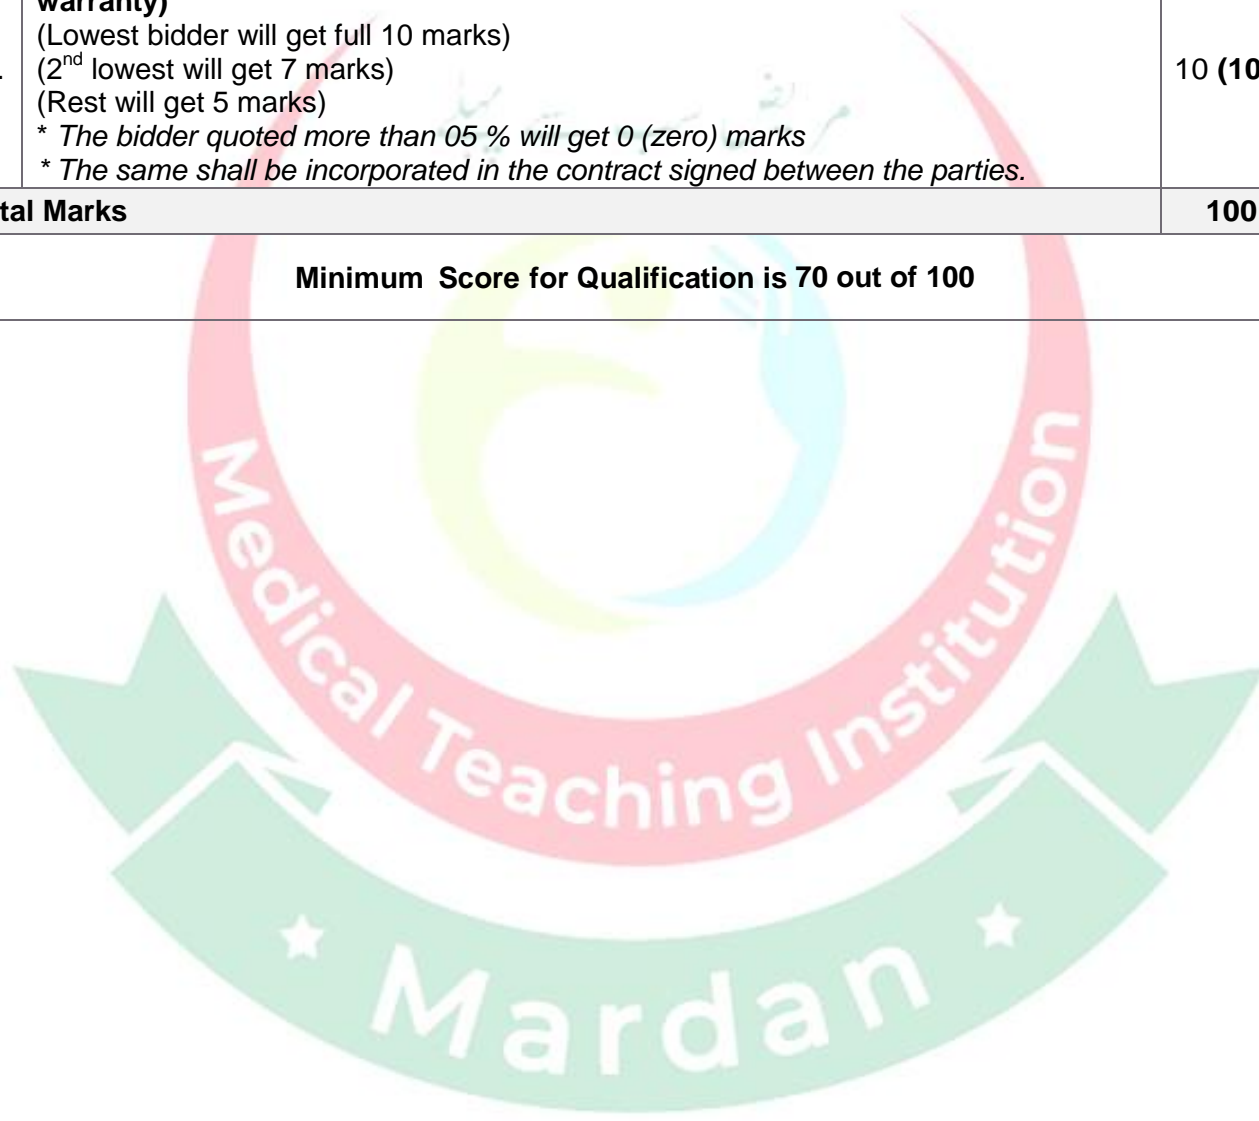 warranty)
(Lowest bidder will get full 10 marks)
. (2nd lowest will get 7 marks) 10 (10
(Rest will get 5 marks)
* The bidder quoted more than 05 % will get 0 (zero) marks
* The same shall be incorporated in the contract signed between the parties.
tal Marks 100
Minimum Score for Qualification is 70 out of 100
Medical Teaching Institution
Mardan